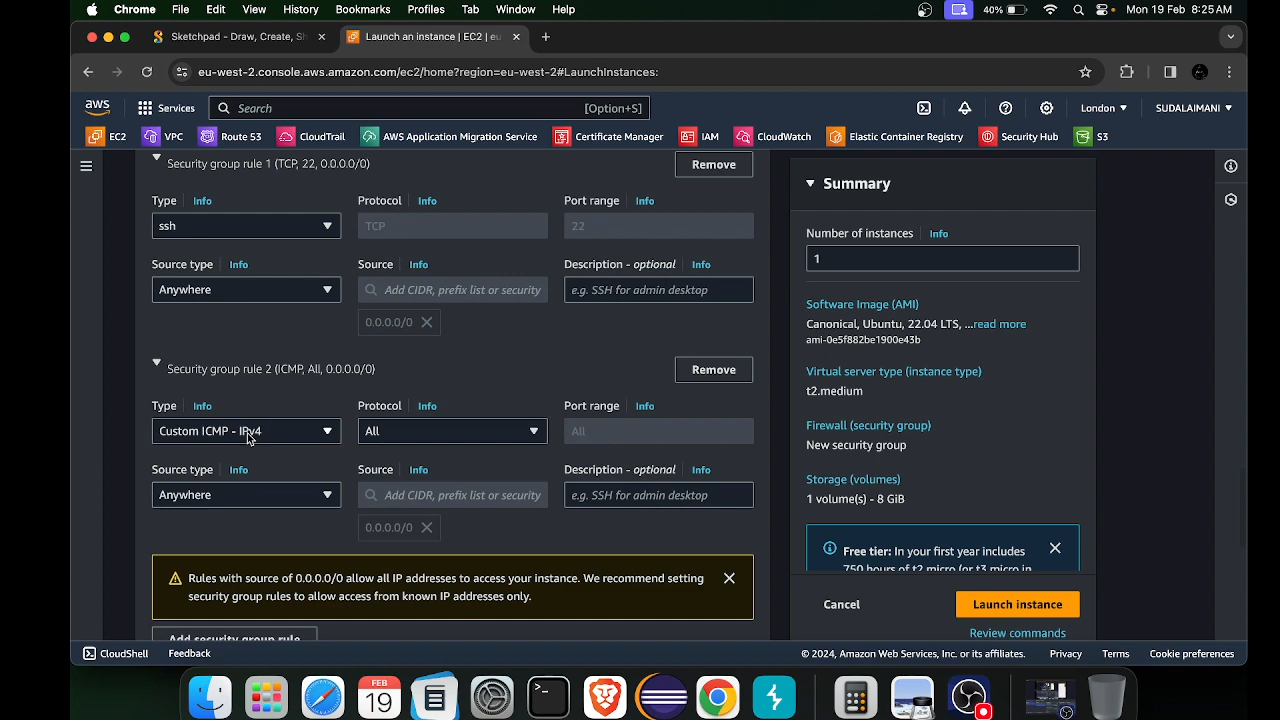 Chrome File Edit View History Bookmarks Profiles Tab Window Help 40% Mon 19 Feb 8:25 AM
Sketchpad - Draw, Create, Sh Launch an instance | EC2 | eu
eu-west-2.console.aws.amazon.com/ec2/home?region=eu-west-2#LaunchInstances:
aws Services Search [Option+S] London SUDALAIMANI
EC2 VPC Route 53 CloudTrail AWS Application Migration Service Certificate Manager IAM CloudWatch Elastic Container Registry Security Hub S3
Security group rule 1 (TCP, 22, 0.0.0.0/0) Remove
Type Info Protocol Info Port range Info
ssh TCP 22
Source type Info Source Info Description - optional Info
Anywhere Add CIDR, prefix list or security e.g. SSH for admin desktop
0.0.0.0/0
Security group rule 2 (ICMP, All, 0.0.0.0/0) Remove
Type Info Protocol Info Port range Info
Custom ICMP - IPv4 All All
Source type Info Source Info Description - optional Info
Anywhere Add CIDR, prefix list or security e.g. SSH for admin desktop
0.0.0.0/0
Rules with source of 0.0.0.0/0 allow all IP addresses to access your instance. We recommend setting
security group rules to allow access from known IP addresses only.
Add security group rule
Summary
Number of instances Info
1
Software Image (AMI)
Canonical, Ubuntu, 22.04 LTS, ...read more
ami-0e5f882be1900e43b
Virtual server type (instance type)
t2.medium
Firewall (security group)
New security group
Storage (volumes)
1 volume(s) - 8 GiB
Free tier: In your first year includes
750 hours of t2.micro (or t3.micro in
Cancel Launch instance
Review commands
CloudShell Feedback © 2024, Amazon Web Services, Inc. or its affiliates. Privacy Terms Cookie preferences
FEB
19